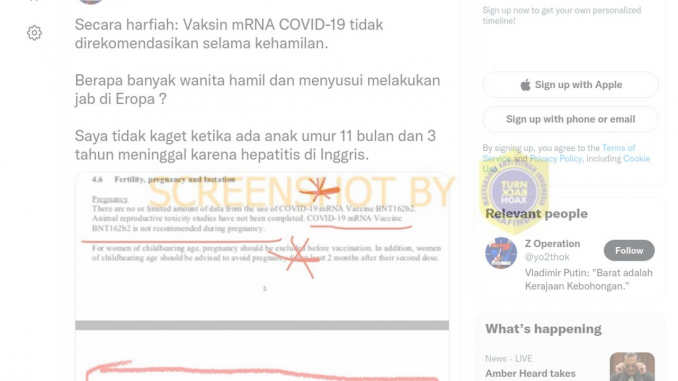 Secara harfiah: Vaksin mRNA COVID-19 tidak
direkomendasikan selama kehamilan.
Berapa banyak wanita hamil dan menyusui melakukan
jab di Eropa ?
Saya tidak kaget ketika ada anak umur 11 bulan dan 3
tahun meninggal karena hepatitis di Inggris.
SCREENSHOT BY
4.6 Fertility, pregnancy and lactation
Pregnancy
There are no or limited amount of data from the use of COVID-19 mRNA Vaccine BNT162b2.
Animal reproductive toxicity studies have not been completed. COVID-19 mRNA Vaccine
BNT162b2 is not recommended during pregnancy.
For women of childbearing age, pregnancy should be excluded before vaccination. In addition, women
of childbearing age should be advised to avoid pregnancy for at least 2 months after their second dose.
Sign up now to get your own personalized
timeline!
Sign up with Apple
Sign up with phone or email
By signing up, you agree to the Terms of
Service and Privacy Policy, including Cookie
Use.
TURN
BACK
HOAX
Relevant people
Z Operation
@yo2thok
Follow
Vladimir Putin: "Barat adalah
Kerajaan Kebohongan."
What's happening
News - LIVE
Amber Heard takes